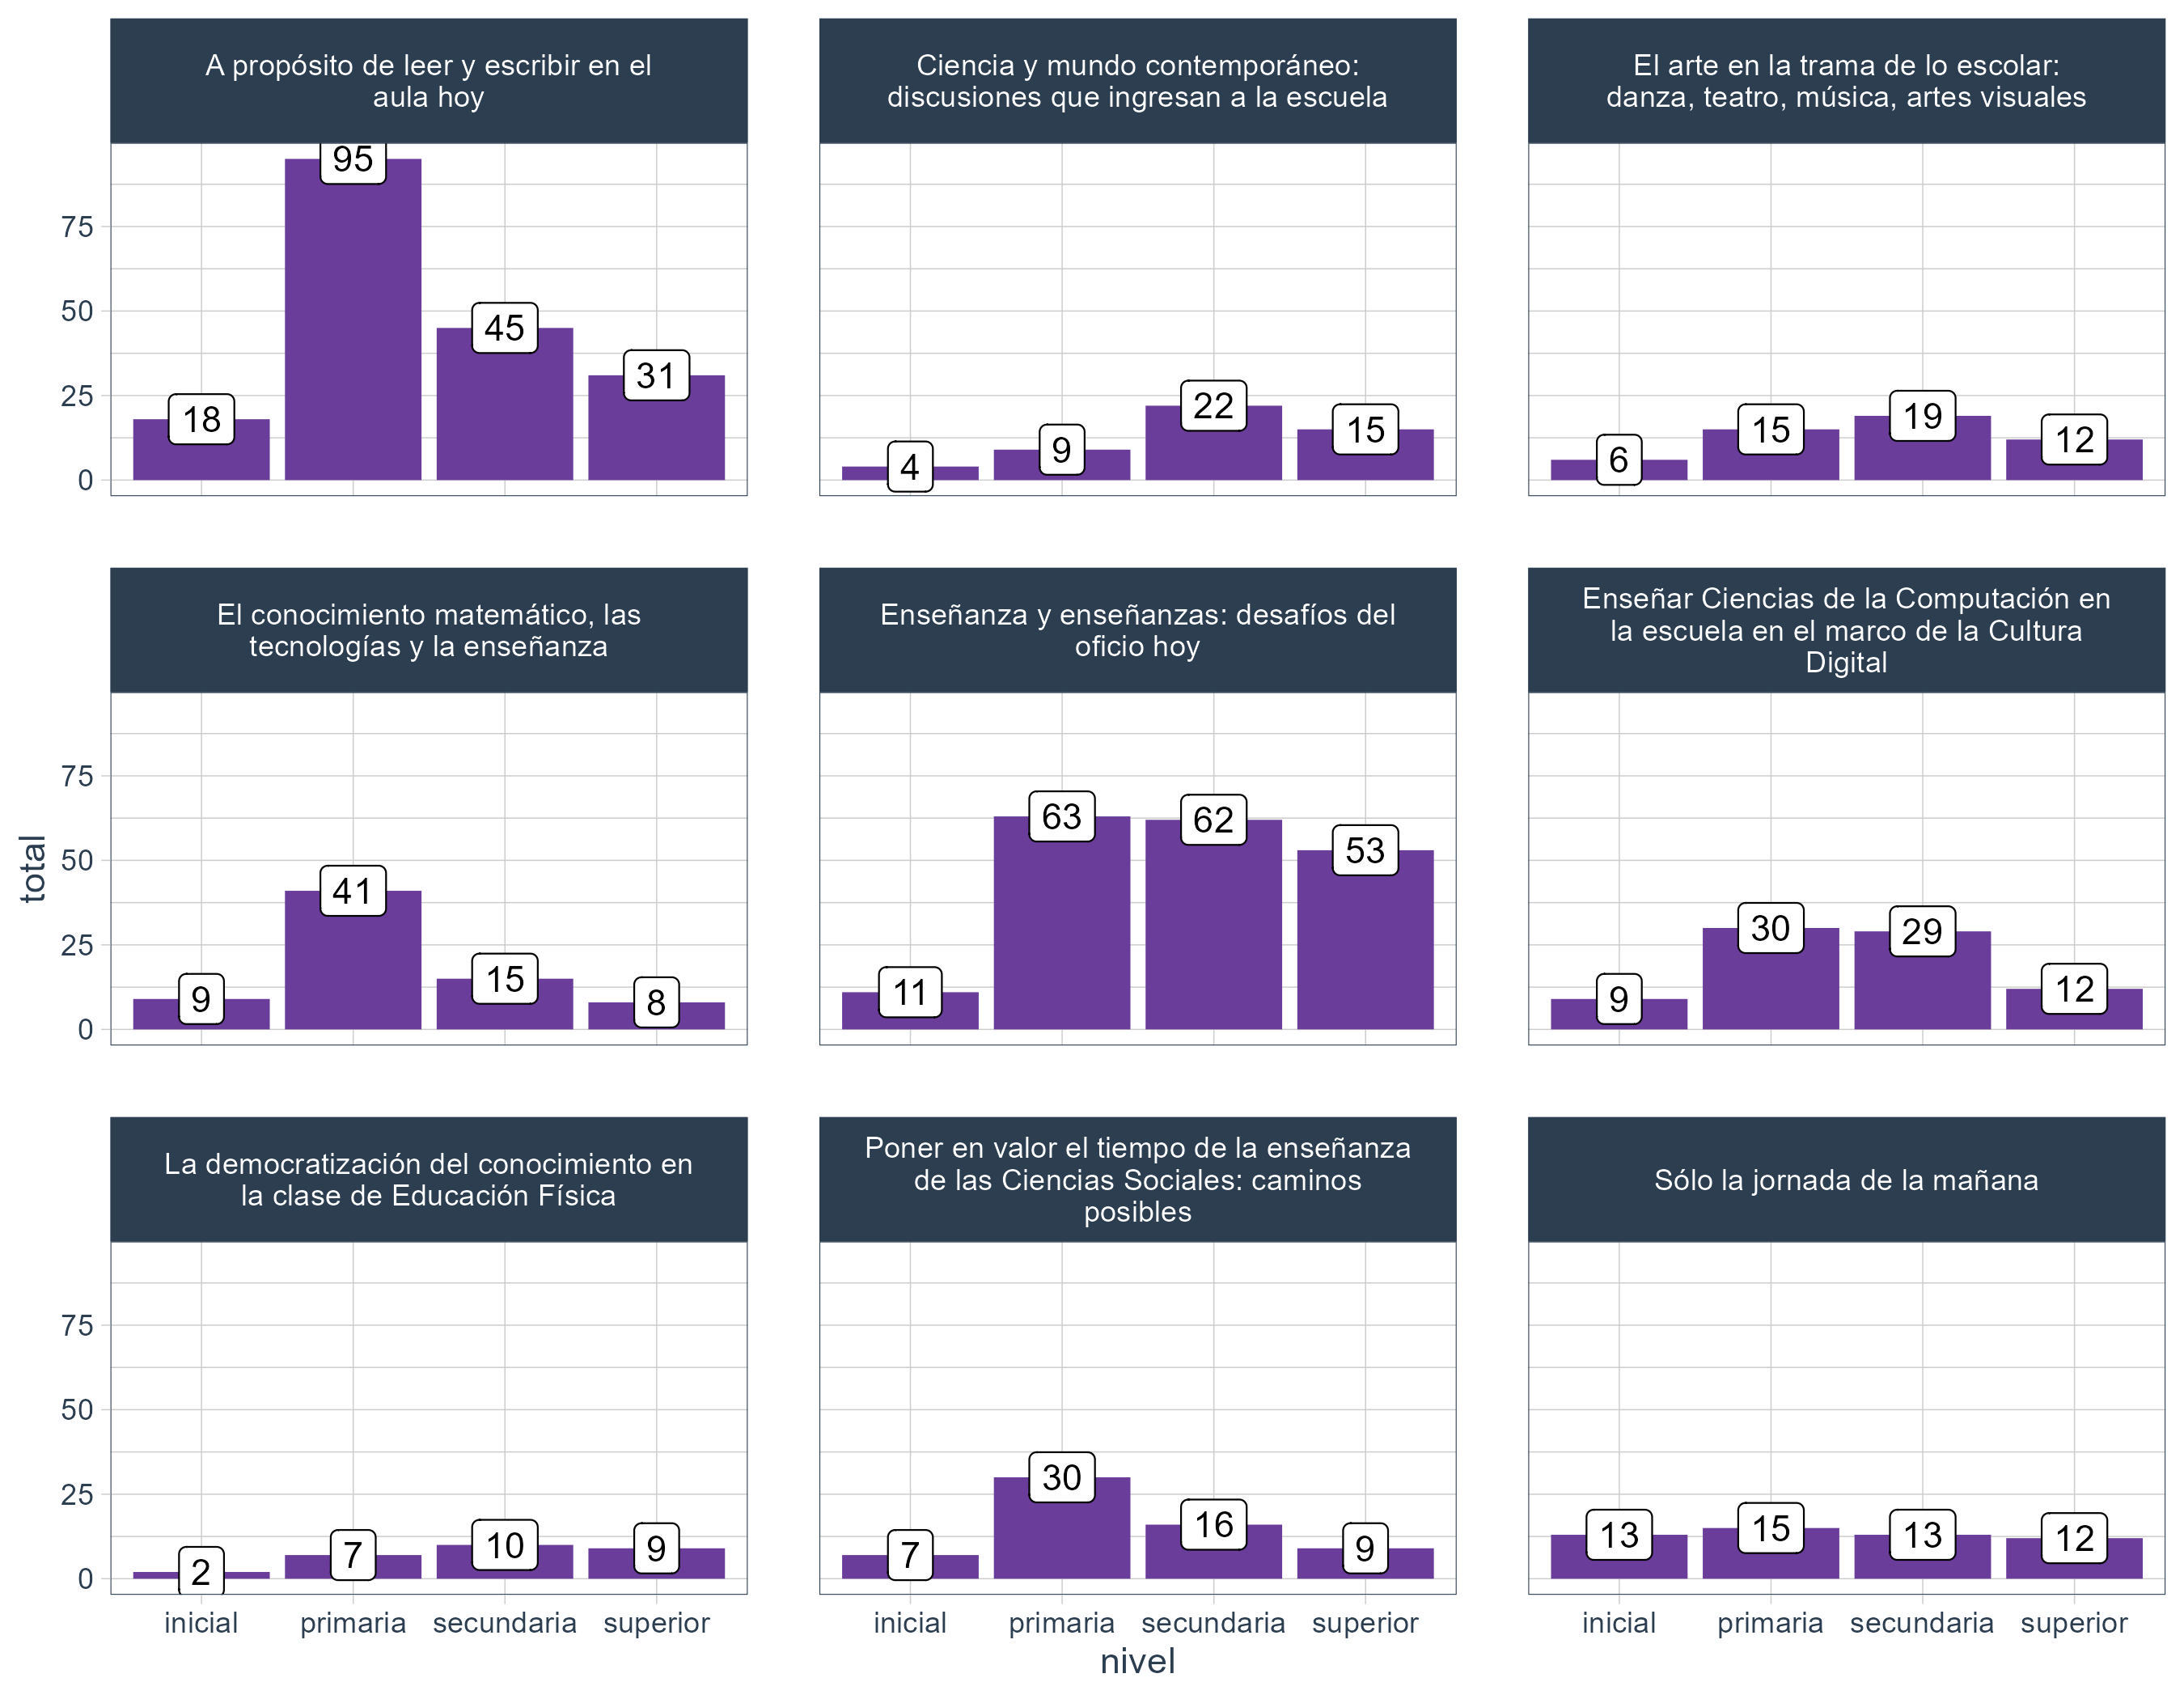 A propósito de leer y escribir en el
aula hoy
Ciencia y mundo contemporáneo:
discusiones que ingresan a la escuela
El arte en la trama de lo escolar:
danza, teatro, música, artes visuales
95
75
50
45
31
25
18
0
4
9
22
15
6
15
19
12
El conocimiento matemático, las
tecnologías y la enseñanza
Enseñanza y enseñanzas: desafíos del
oficio hoy
Enseñar Ciencias de la Computación en
la escuela en el marco de la Cultura
Digital
total
75
50
25
0
9
41
15
8
11
63
62
53
9
30
29
12
La democratización del conocimiento en
la clase de Educación Física
Poner en valor el tiempo de la enseñanza
de las Ciencias Sociales: caminos
posibles
Sólo la jornada de la mañana
75
50
25
0
2
7
10
9
7
30
16
9
13
15
13
12
inicial primaria secundaria superior
inicial primaria secundaria superior
inicial primaria secundaria superior
nivel